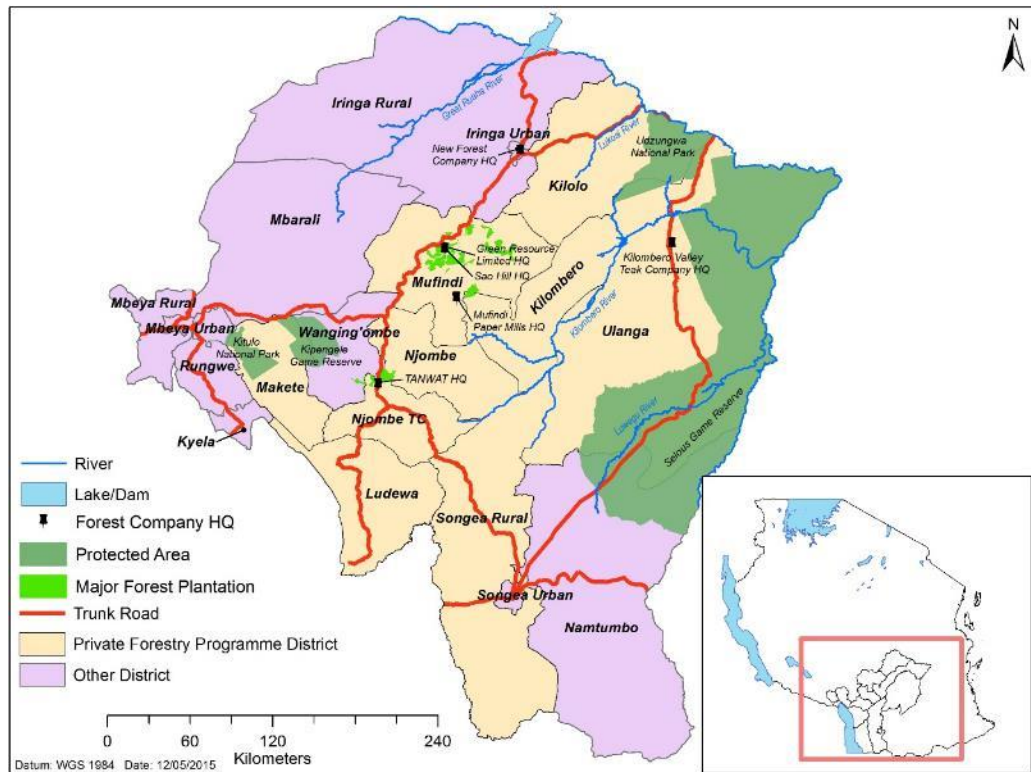 N
Iringa Rural
Great Ruaha River
Iringa Urban
New Forest
Company HQ
Lukosi River
Udzungwa
National Park
Kilolo
Mbarali
Green Resource
Limited HQ
Sao Hill HQ
Mufindi
Kilombero
Kilombero Valley
Teak Company HQ
Mufindi
Paper Mills HQ
Kilombero River
Ulanga
Mbeya Rural
Mbeya Urban
Wanging'ombe
Kitulo
National Park
Kipengele
Game Reserve
Rungwe
Makete
Njombe
TANWAT HQ
Njombe TC
Kyela
Luwegu River
Selous Game Reserve
Ludewa
Songea Rural
Songea Urban
Namtumbo
River
Lake/Dam
Forest Company HQ
Protected Area
Major Forest Plantation
Trunk Road
Private Forestry Programme District
Other District
0 60 120 240
Kilometers
Datum: WGS 1984 Date: 12/05/2015